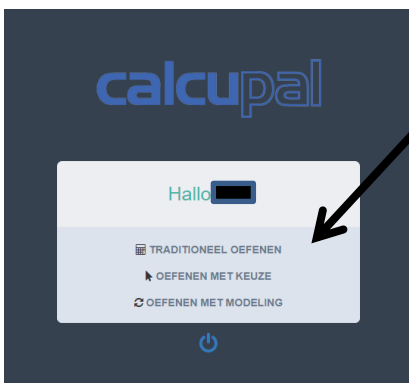 calcupal
Hallo
TRADITIONEEL OEFENEN
OEFENEN MET KEUZE
OEFENEN MET MODELING